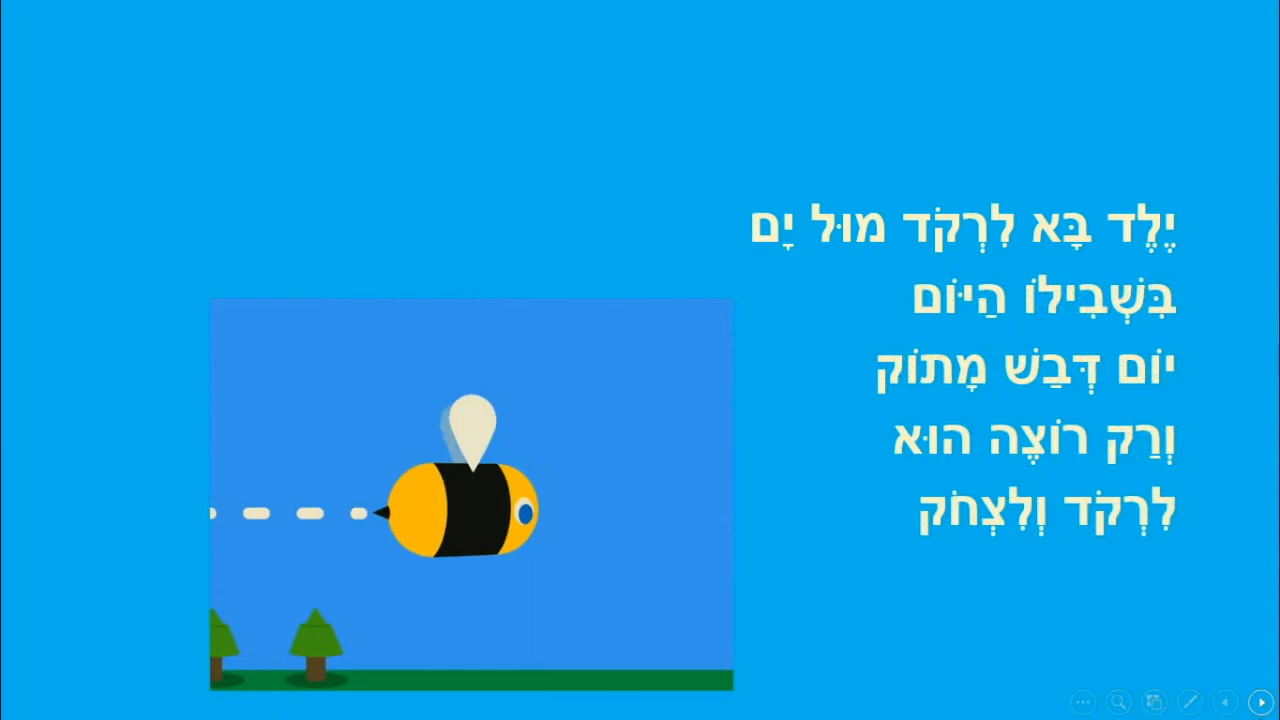 יֶלֶד בָּא לִרְקֹד מוּל יָם
בִּשְׁבִילוֹ הַיּוֹם
יוֹם דְּבַשׁ מָתוֹק
וְרַק רוֹצֶה הוּא
לִרְקֹד וְלִצְחֹק